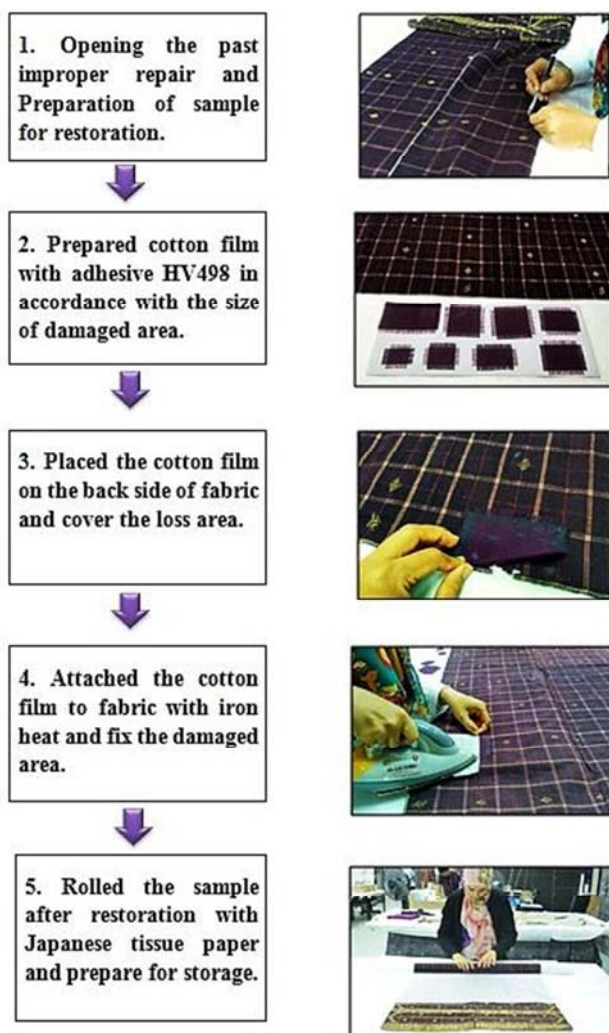 1. Opening the past
improper repair and
Preparation of sample
for restoration.
2. Prepared cotton film
with adhesive HV498 in
accordance with the size
of damaged area.
3. Placed the cotton film
on the back side of fabric
and cover the loss area.
4. Attached the cotton
film to fabric with iron
heat and fix the damaged
area.
5. Rolled the sample
after restoration with
Japanese tissue paper
and prepare for storage.